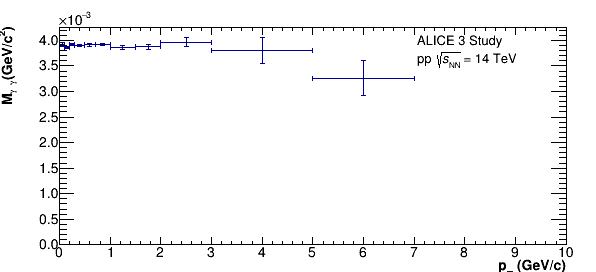 ×10⁻³
M_γγ (GeV/c²)
4.0
3.5
3.0
2.5
2.0
1.5
1.0
0.5
0.0
ALICE 3 Study
pp √s_NN = 14 TeV
0 1 2 3 4 5 6 7 8 9 10
p_ (GeV/c)